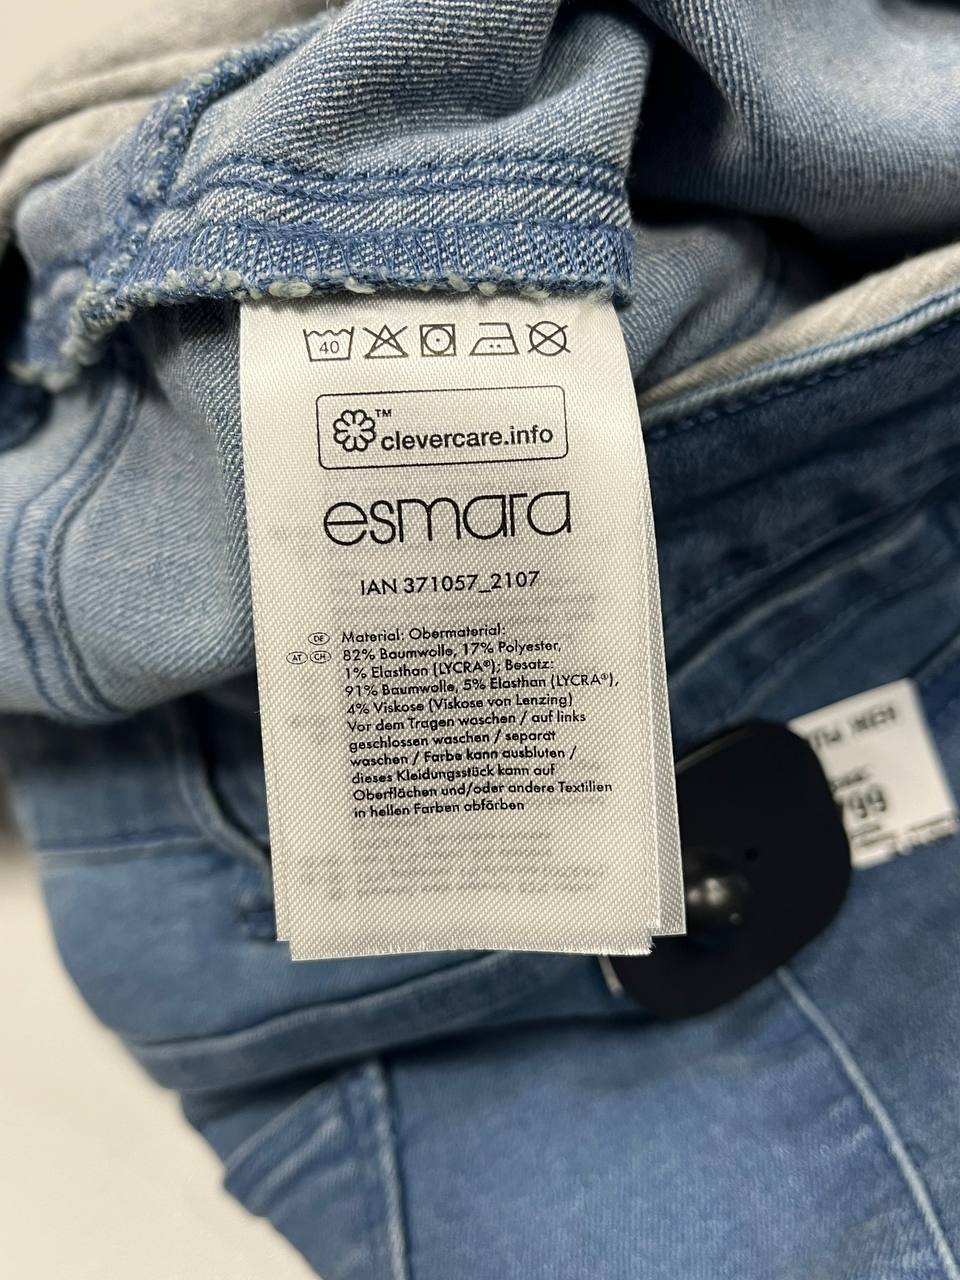 40
™
clevercare.info
esmara
IAN 371057_2107
DE Material: Obermaterial:
AT CH 82% Baumwolle, 17% Polyester,
1% Elasthan (LYCRA®); Besatz:
91% Baumwolle, 5% Elasthan (LYCRA®),
4% Viskose (Viskose von Lenzing)
Vor dem Tragen waschen / auf links
geschlossen waschen / separat
waschen / Farbe kann ausbluten /
dieses Kleidungsstück kann auf
Oberflächen und/oder andere Textilien
in hellen Farben abfärben
799